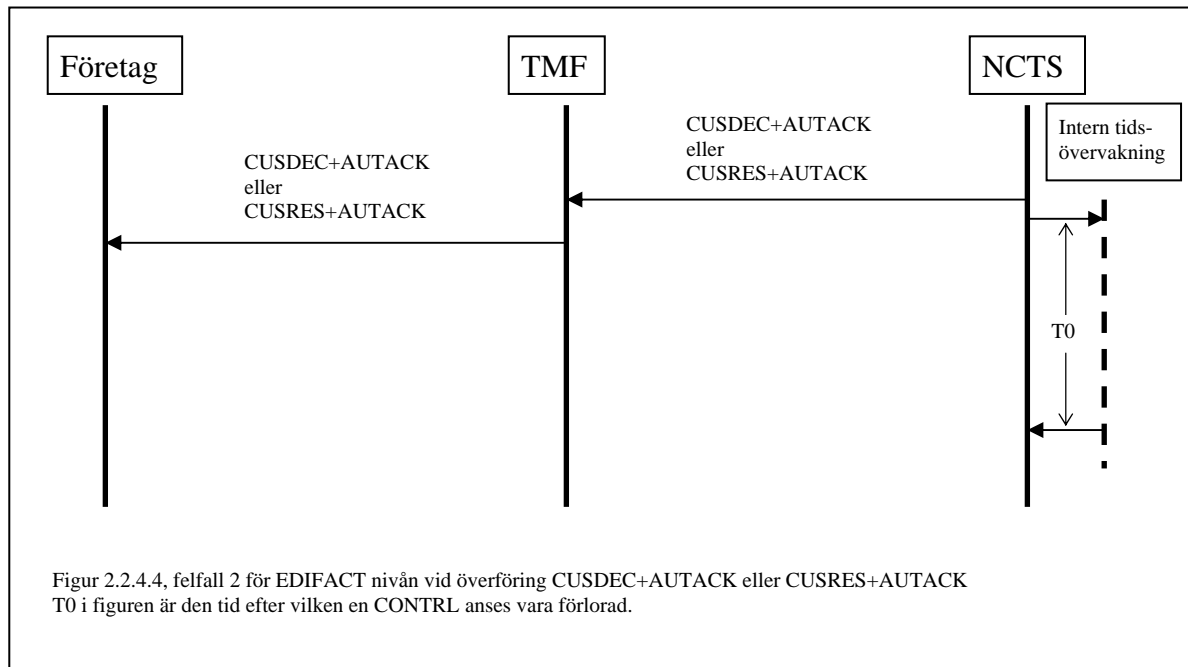 Företag
TMF
NCTS
Intern tids-
övervakning
CUSDEC+AUTACK
eller
CUSRES+AUTACK
CUSDEC+AUTACK
eller
CUSRES+AUTACK
T0
Figur 2.2.4.4, felfall 2 för EDIFACT nivån vid överföring CUSDEC+AUTACK eller CUSRES+AUTACK
T0 i figuren är den tid efter vilken en CONTRL anses vara förlorad.